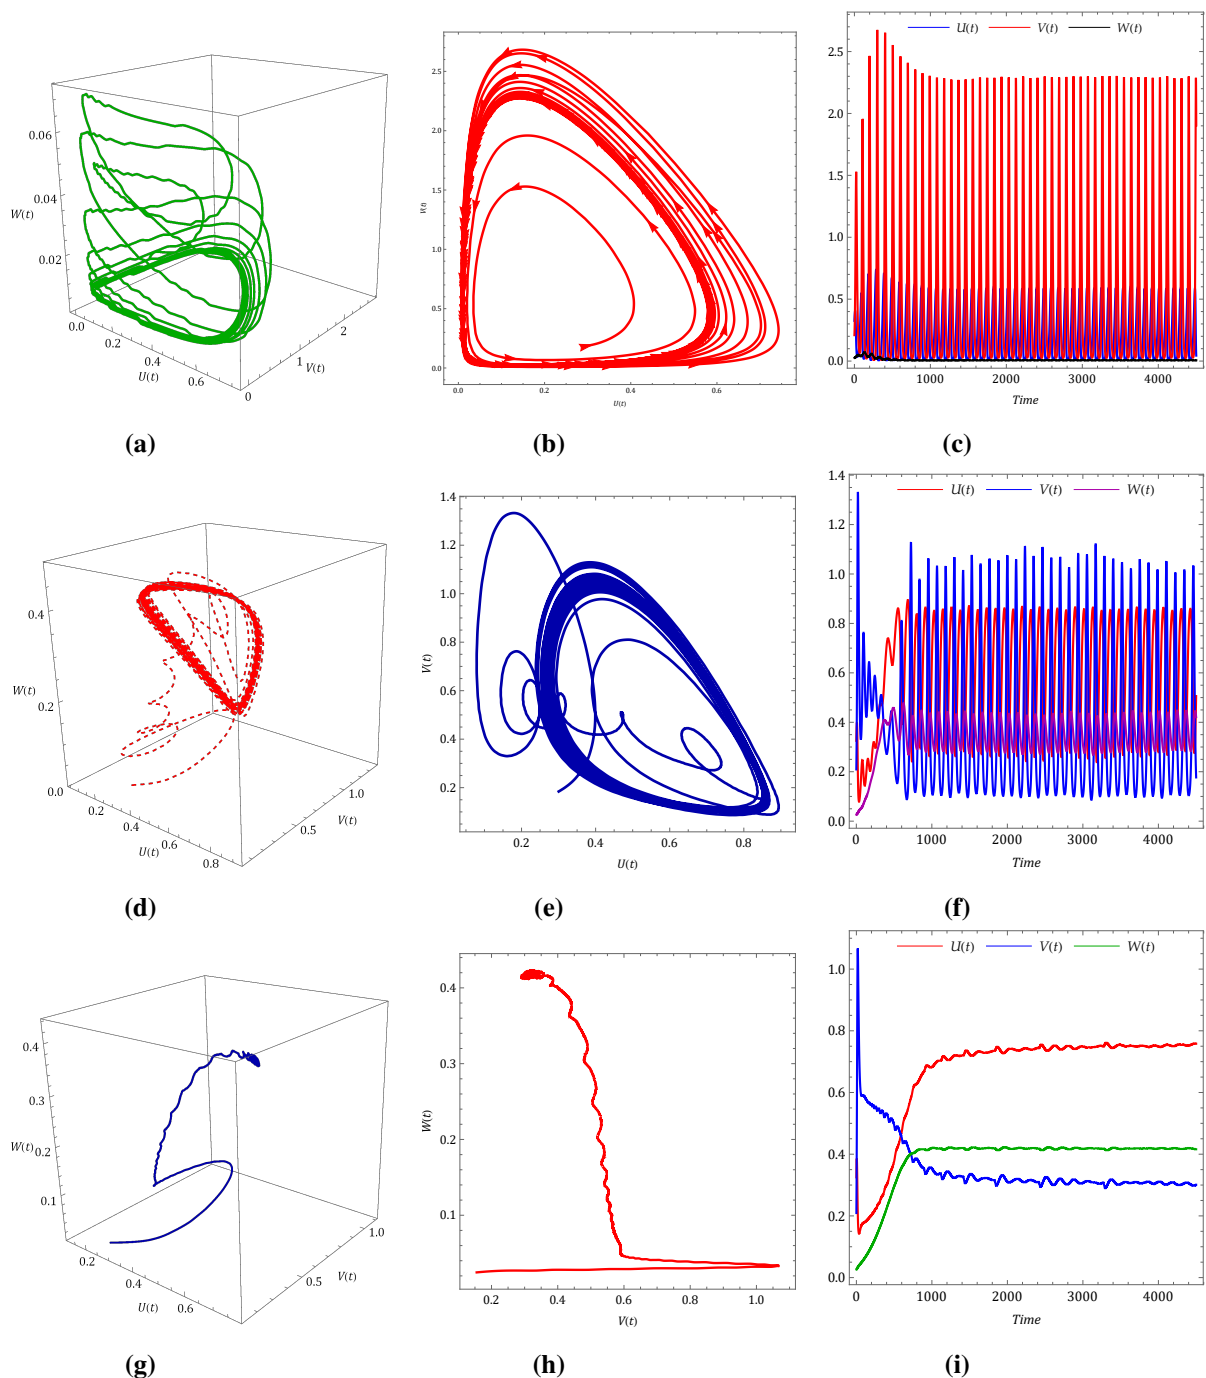 U(t) V(t) W(t)
0.06
0.04
W(t)
0.02
0.0
0.2
0.4
U(t)
0.6
0
1
V(t)
2
2.5
2.0
1.5
V(t)
1.0
0.5
0.0
0.0 0.2 0.4 0.6
U(t)
2.5
2.0
1.5
1.0
0.5
0.0
0 1000 2000 3000 4000
Time
(a) (b) (c)
0.4
W(t)
0.2
0.0
0.2
0.4
U(t)
0.6
0.8
0.5
V(t)
1.0
1.4
1.2
1.0
0.8
V(t)
0.6
0.4
0.2
0.2 0.4 0.6 0.8
U(t)
U(t) V(t) W(t)
1.4
1.2
1.0
0.8
0.6
0.4
0.2
0.0
0 1000 2000 3000 4000
Time
(d) (e) (f)
0.4
0.3
W(t) 0.2
0.1
0.2
0.4
U(t)
0.6
0.5
V(t)
1.0
0.4
0.3
W(t)
0.2
0.1
0.2 0.4 0.6 0.8 1.0
V(t)
U(t) V(t) W(t)
1.0
0.8
0.6
0.4
0.2
0.0
0 1000 2000 3000 4000
Time
(g) (h) (i)